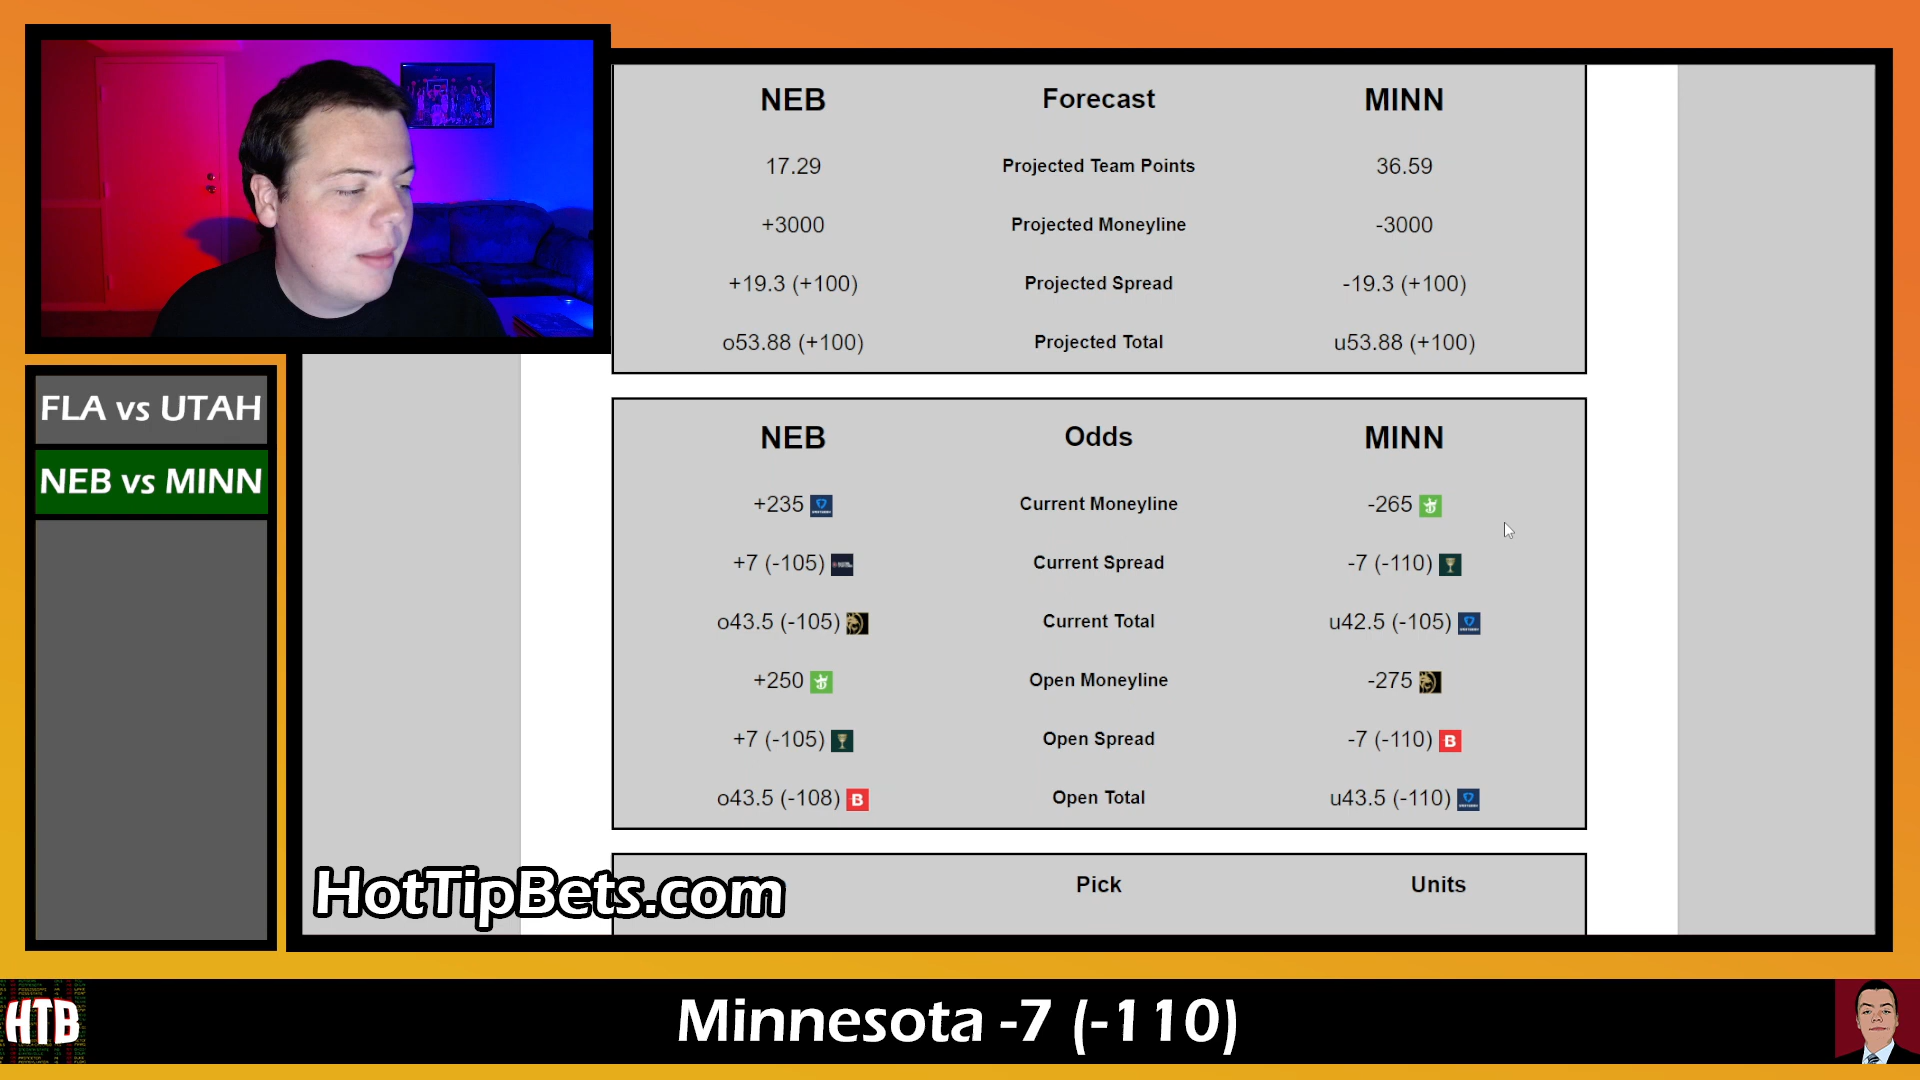 NEB Forecast MINN
17.29 Projected Team Points 36.59
+3000 Projected Moneyline -3000
+19.3 (+100) Projected Spread -19.3 (+100)
o53.88 (+100) Projected Total u53.88 (+100)
FLA vs UTAH
NEB vs MINN
NEB Odds MINN
+235 Current Moneyline -265
+7 (-105) Current Spread -7 (-110)
o43.5 (-105) Current Total u42.5 (-105)
+250 Open Moneyline -275
+7 (-105) Open Spread -7 (-110) B
o43.5 (-108) B Open Total u43.5 (-110)
Pick Units
HotTipBets.com
HTB
Minnesota -7 (-110)